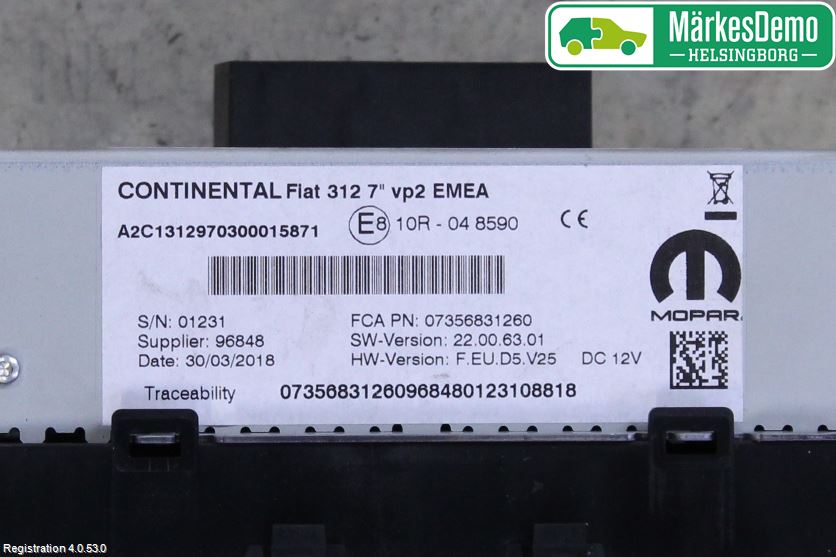 MärkesDemo
HELSINGBORG
CONTINENTAL Fiat 312 7" vp2 EMEA
A2C1312970300015871 E8 10R - 04 8590 CE
MOPAR
S/N: 01231 FCA PN: 07356831260
Supplier: 96848 SW-Version: 22.00.63.01
Date: 30/03/2018 HW-Version: F.EU.D5.V25 DC 12V
Traceability 07356831260968480123108818
Registration 4.0.53.0